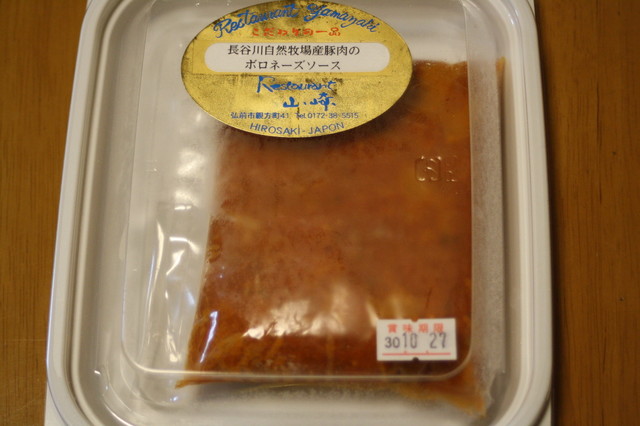 Restaurant Yamazaki
こだわりの一品
長谷川自然牧場産豚肉の
ボロネーズソース
Restaurant
山崎
弘前市親方町41 Tel.0172-38-5515
HIROSAKI-JAPON
賞味期限
30 10 27